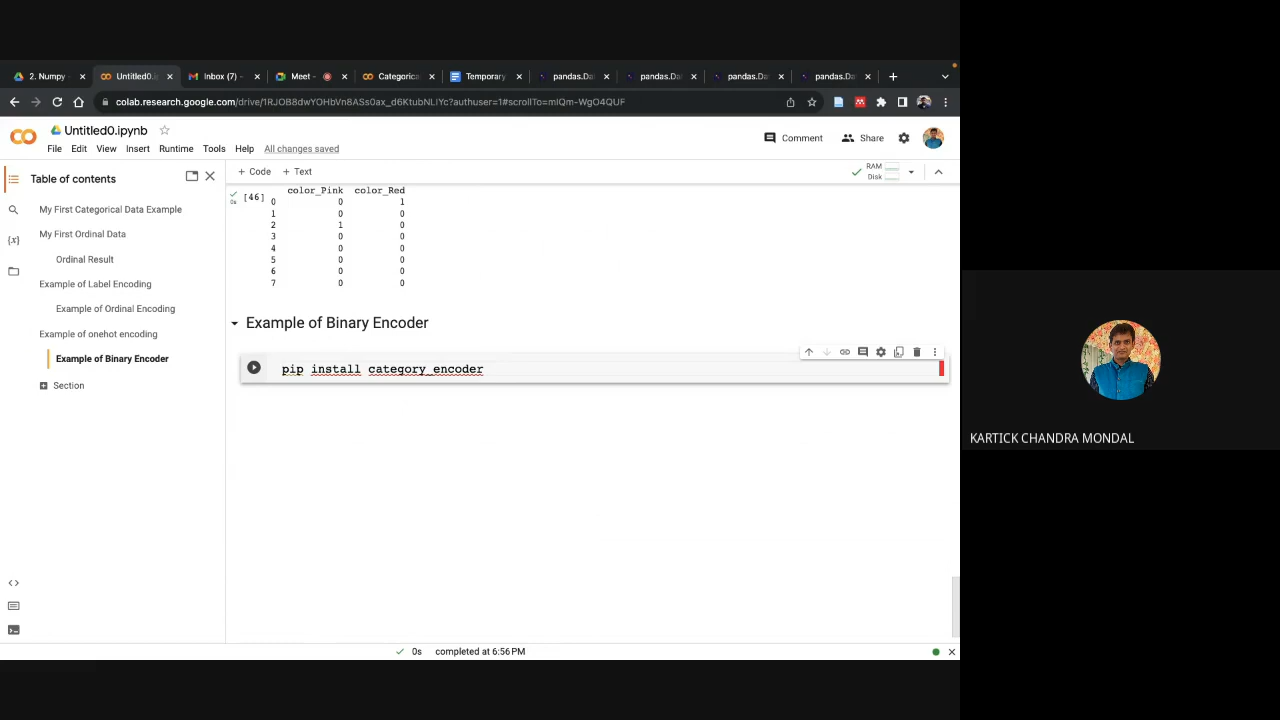 2. Numpy
Untitled0.i
Inbox (7) -
Meet -
Categorica
Temporary
pandas.Da
pandas.Da
pandas.Da
pandas.Da
colab.research.google.com/drive/1RJOB8dwYOHbVn8ASs0ax_d6KtubNLIYc?authuser=1#scrollTo=mIQm-WgO4QUF
Untitled0.ipynb
File Edit View Insert Runtime Tools Help All changes saved
Comment Share
Table of contents
+ Code + Text
RAM
Disk
My First Categorical Data Example
My First Ordinal Data
Ordinal Result
Example of Label Encoding
Example of Ordinal Encoding
Example of onehot encoding
Example of Binary Encoder
Section
{x}
0s
[46]
color_Pink color_Red
0 0 1
1 0 0
2 1 0
3 0 0
4 0 0
5 0 0
6 0 0
7 0 0
Example of Binary Encoder
pip install category_encoder
0s completed at 6:56 PM
KARTICK CHANDRA MONDAL